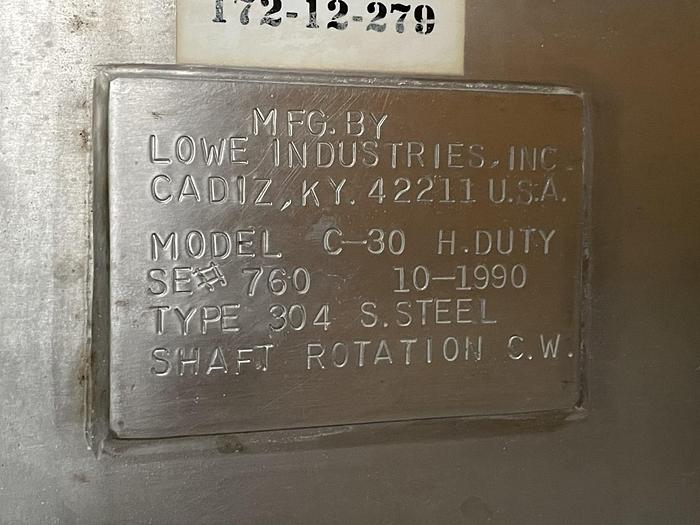 172-12-279
MFG. BY
LOWE INDUSTRIES, INC.
CADIZ, KY. 42211 U.S.A.
MODEL C-30 H. DUTY
SE# 760 10-1990
TYPE 304 S. STEEL
SHAFT ROTATION C.W.